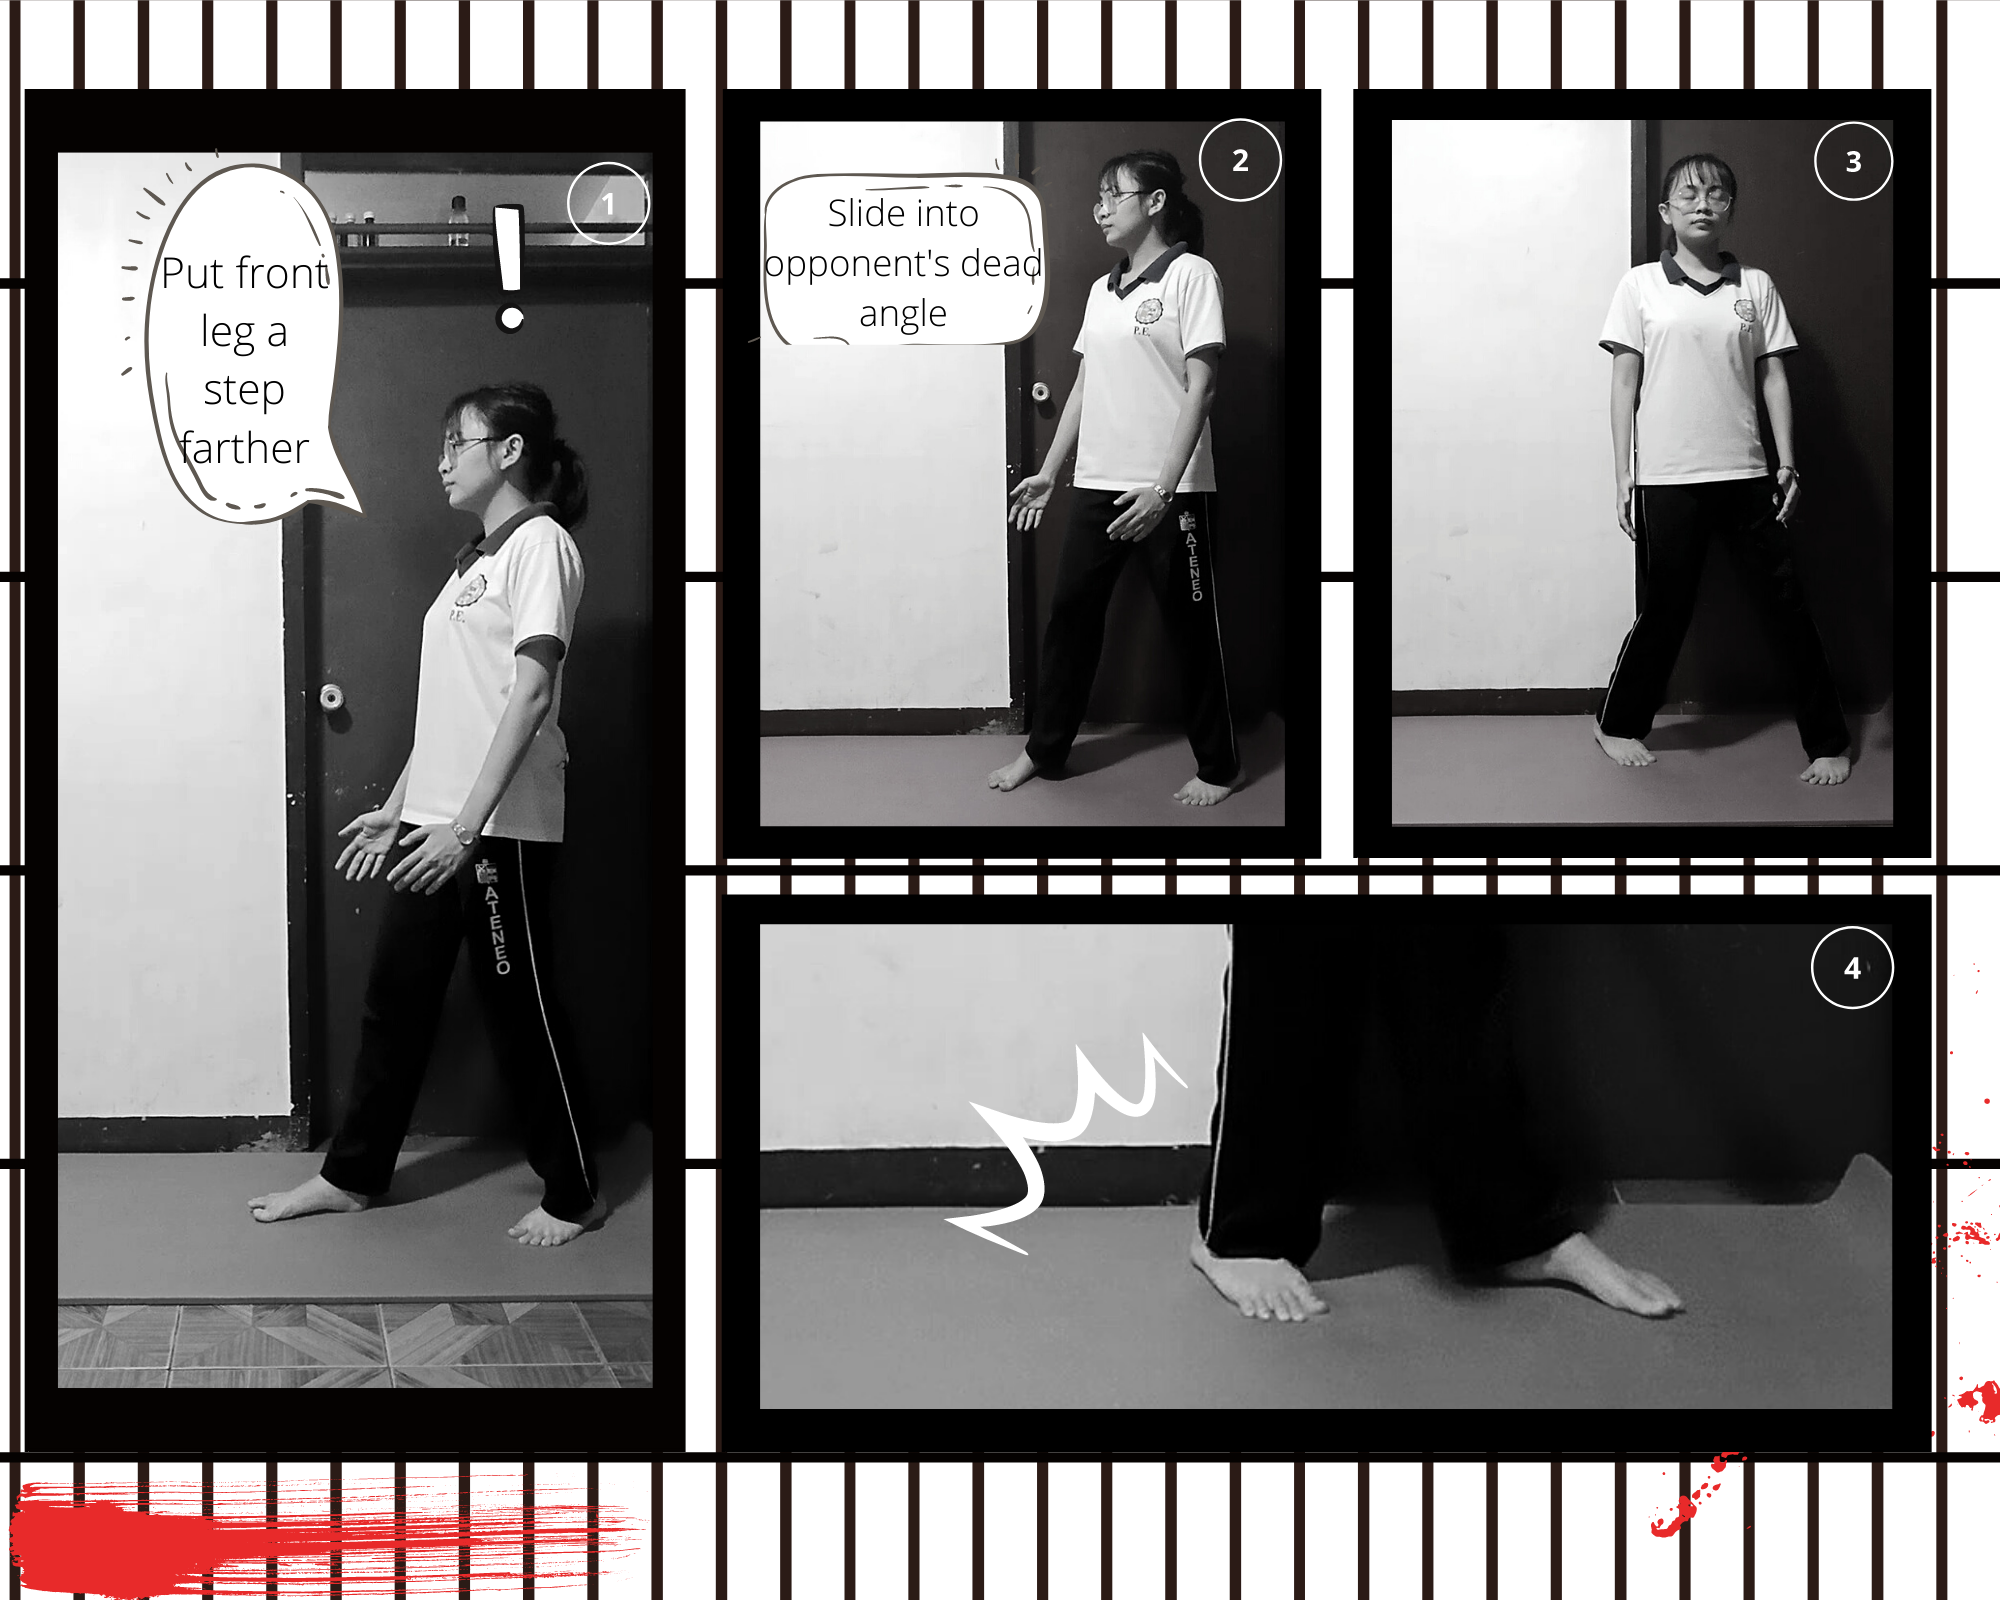 1
Put front
leg a
step
farther
P.E.
ATENEO
2
Slide into
opponent's dead
angle
P.E.
ATENEO
3
P.E.
4